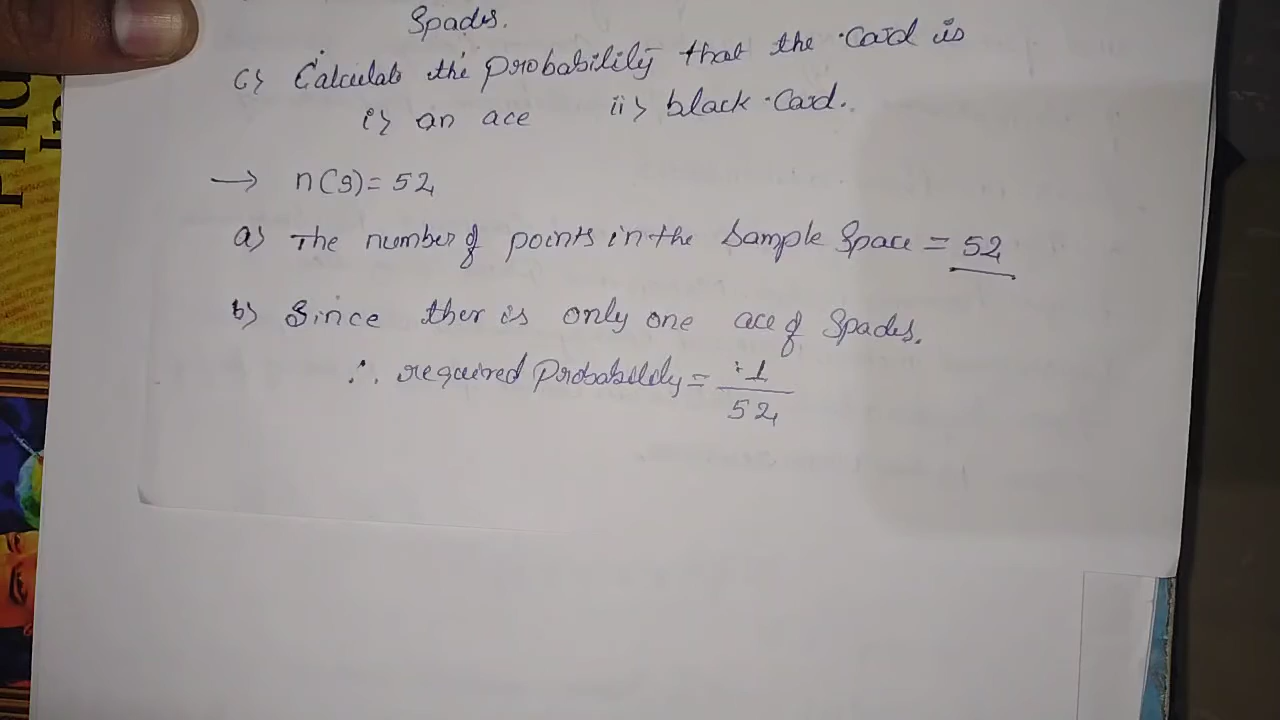 Spades.
c) Calculate the probability that the card is
i) an ace ii) black card.
→ n(S) = 52
a) The number of points in the Sample Space = 52
b) Since ther is only one ace of Spades.
∴ required Probability = 1/52